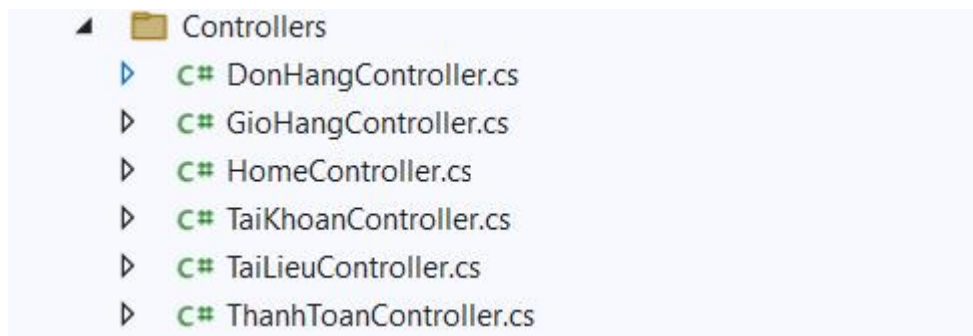 Controllers
C# DonHangController.cs
C# GioHangController.cs
C# HomeController.cs
C# TaiKhoanController.cs
C# TaiLieuController.cs
C# ThanhToanController.cs